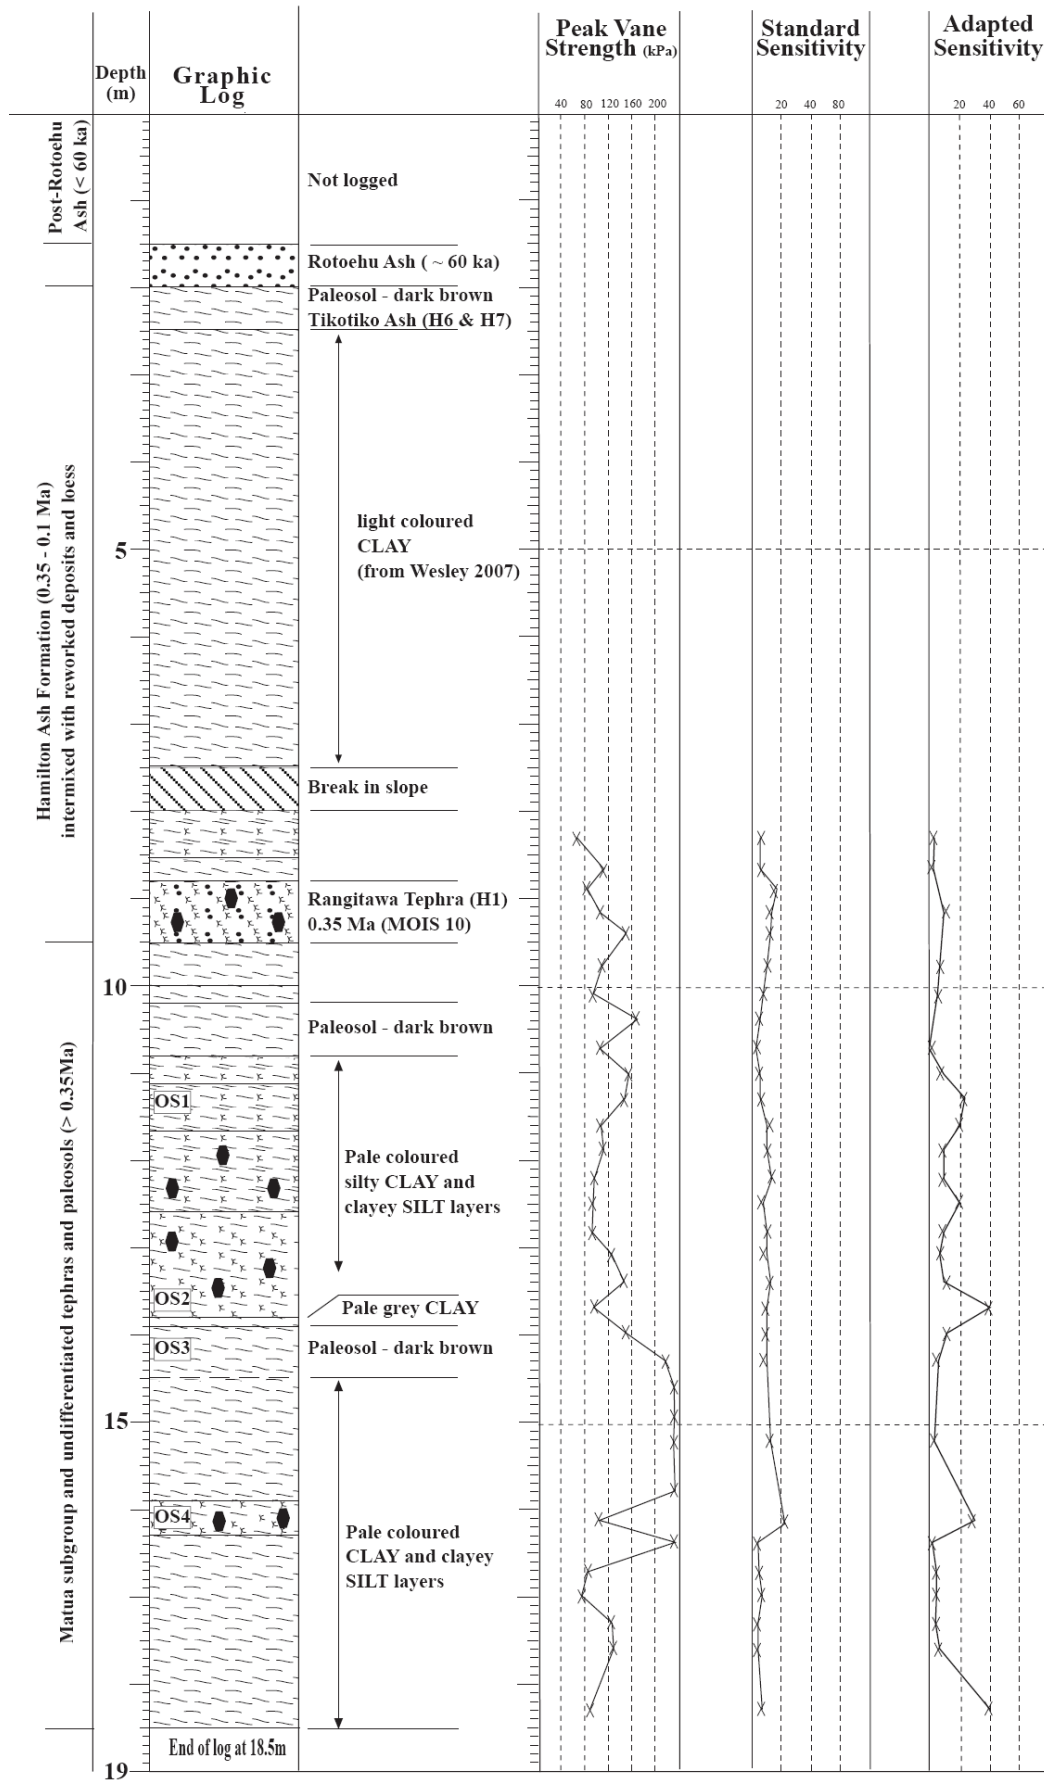 Peak Vane
Strength (kPa)
Standard
Sensitivity
Adapted
Sensitivity
Depth
(m)
Graphic
Log
40 80 120 160 200
20 40 80
20 40 60
Post-Rotoehu
Ash (< 60 ka)
Not logged
Rotoehu Ash ( ~ 60 ka)
Paleosol - dark brown
Tikotiko Ash (H6 & H7)
Hamilton Ash Formation (0.35 - 0.1 Ma)
intermixed with reworked deposits and loess
light coloured
CLAY
(from Wesley 2007)
5
Break in slope
Rangitawa Tephra (H1)
0.35 Ma (MOIS 10)
10
Paleosol - dark brown
Matua subgroup and undifferentiated tephras and paleosols (> 0.35Ma)
OS1
Pale coloured
silty CLAY and
clayey SILT layers
OS2
Pale grey CLAY
OS3
Paleosol - dark brown
15
OS4
Pale coloured
CLAY and clayey
SILT layers
End of log at 18.5m
19